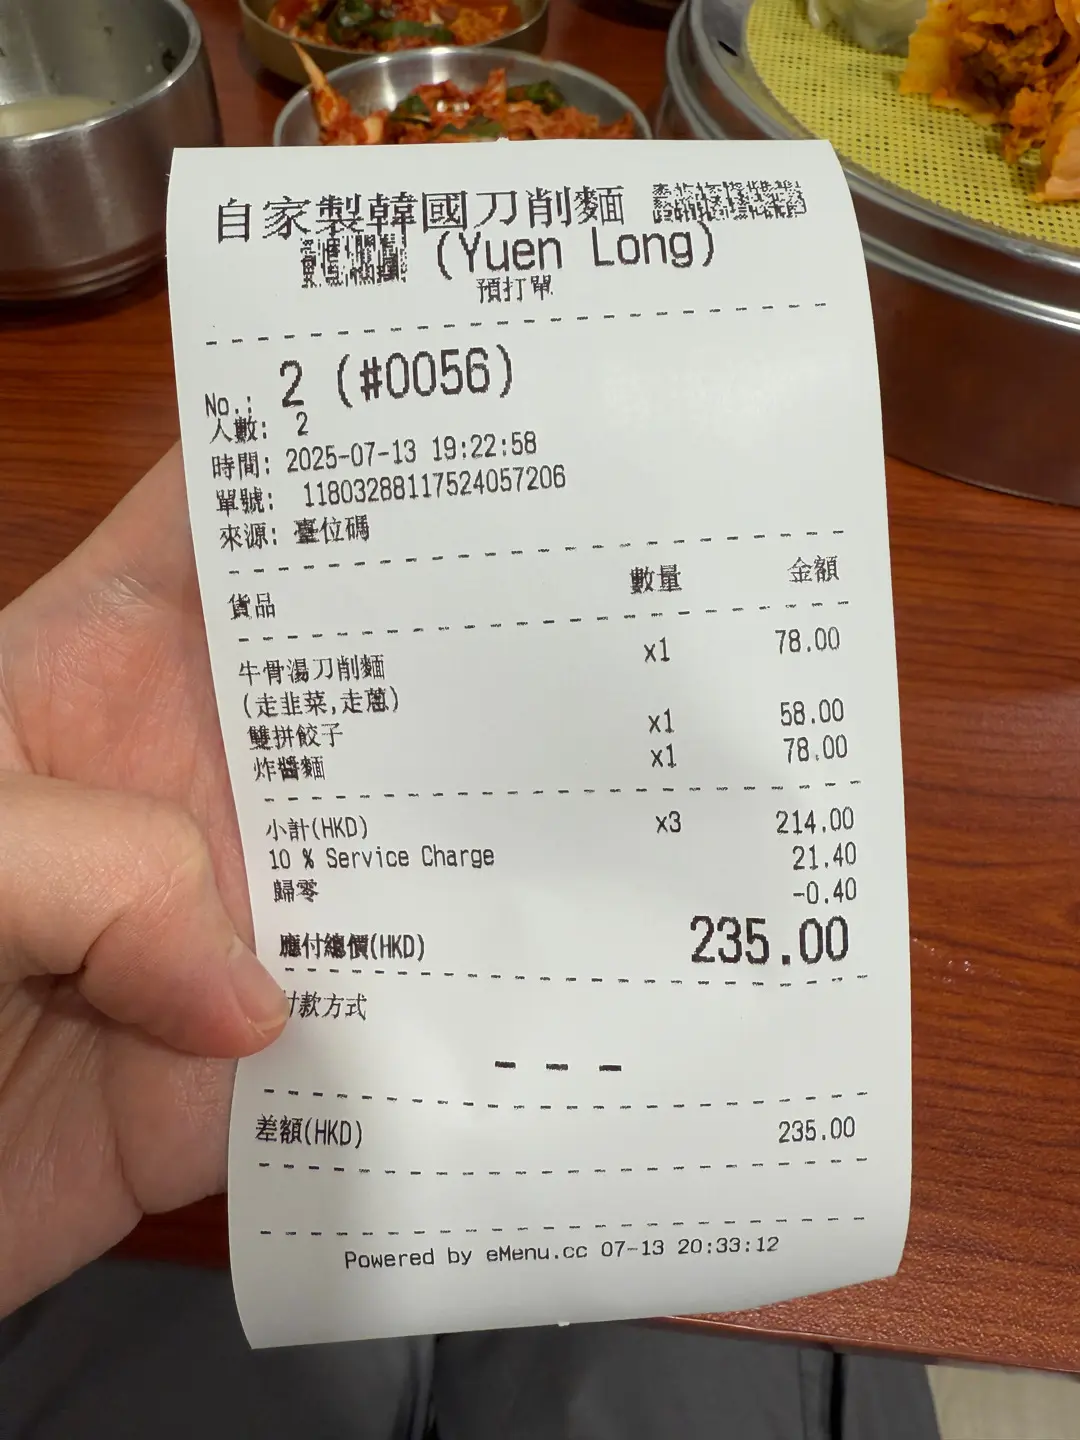 自家製韓國刀削麵
(Yuen Long)
預打單
No.: 2 (#0056)
人數: 2
時間: 2025-07-13 19:22:58
單號: 11803288117524057206
來源: 臺位碼
貨品 數量 金額
牛骨湯刀削麵 x1 78.00
(走韭菜,走蔥)
雙拼餃子 x1 58.00
炸醬麵 x1 78.00
小計(HKD) x3 214.00
10 % Service Charge 21.40
歸零 -0.40
應付總價(HKD) 235.00
付款方式
---
差額(HKD) 235.00
Powered by eMenu.cc 07-13 20:33:12